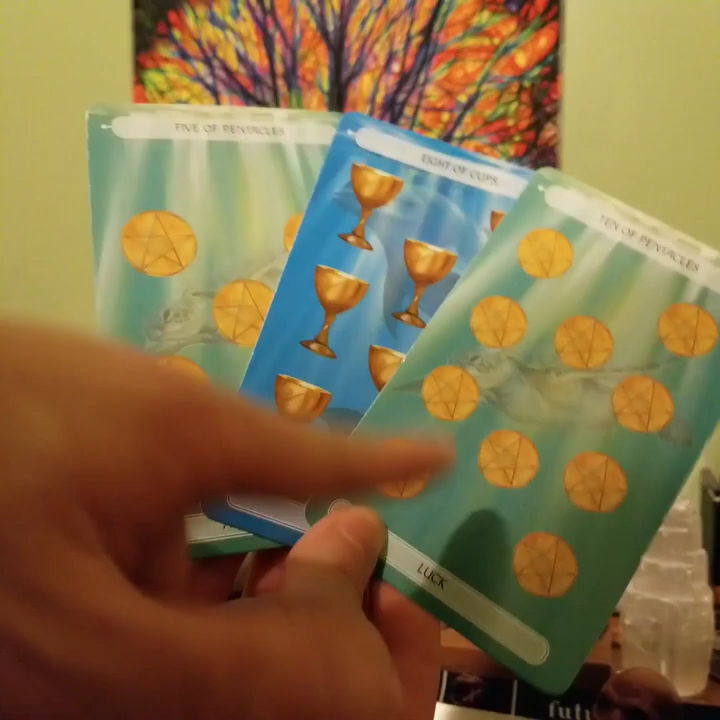 FIVE OF PENTACLES
EIGHT OF CUPS
TEN OF PENTACLES
LUCK